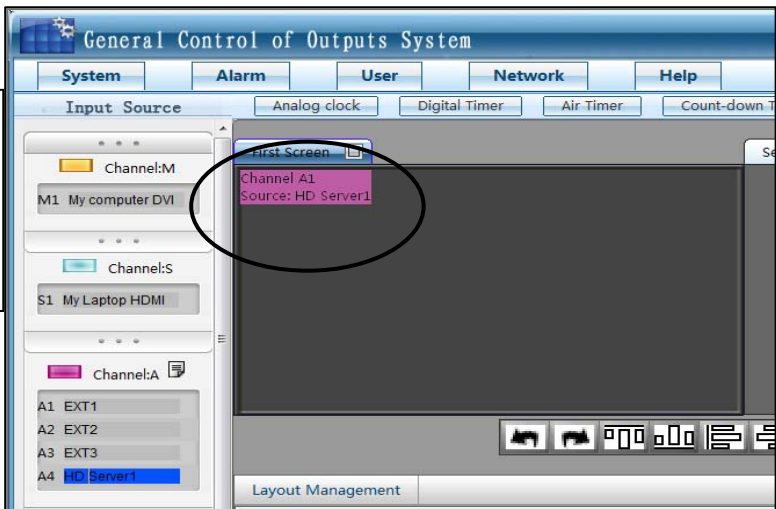 General Control of Outputs System
System Alarm User Network Help
Input Source Analog clock Digital Timer Air Timer Count-down T
First Screen Se
Channel:M
M1 My computer DVI
Channel A1
Source: HD Server1
Channel:S
S1 My Laptop HDMI
Channel:A
A1 EXT1
A2 EXT2
A3 EXT3
A4 HD Server1
Layout Management